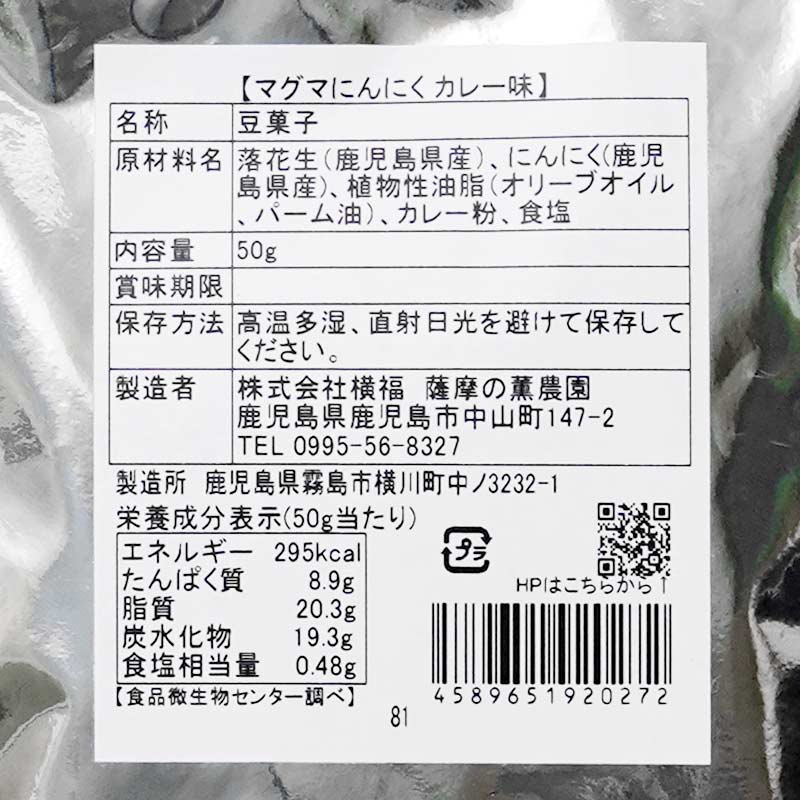 【マグマにんにくカレー味】
名称 豆菓子
原材料名 落花生(鹿児島県産)、にんにく(鹿児
島県産)、植物性油脂(オリーブオイル
、パーム油)、カレー粉、食塩
内容量 50g
賞味期限
保存方法 高温多湿、直射日光を避けて保存して
ください。
製造者 株式会社横福 薩摩の薫農園
鹿児島県鹿児島市中山町147-2
TEL 0995-56-8327
製造所 鹿児島県霧島市横川町中ノ3232-1
栄養成分表示(50g当たり)
エネルギー 295kcal
たんぱく質 8.9g
脂質 20.3g
炭水化物 19.3g
食塩相当量 0.48g
【食品微生物センター調べ】
81
プラ
HPはこちらから↑
4589651920272